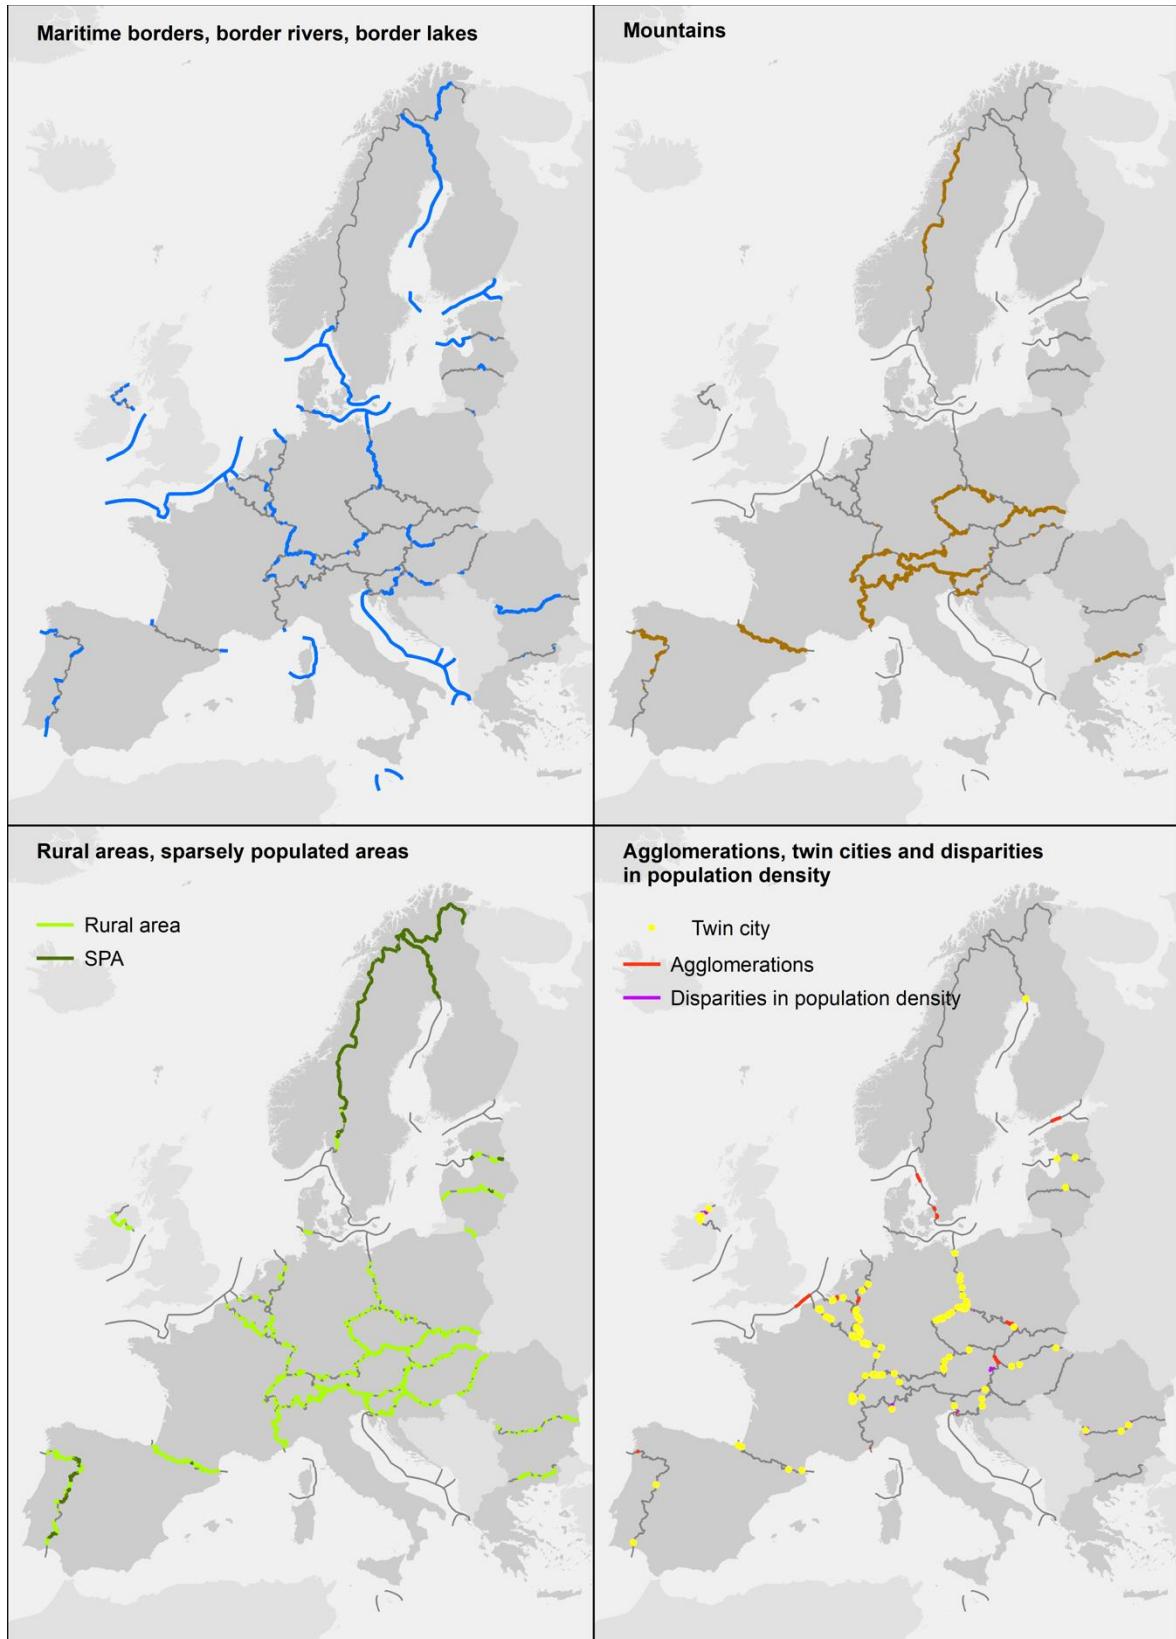 Maritime borders, border rivers, border lakes
Mountains
Rural areas, sparsely populated areas
Rural area
SPA
Agglomerations, twin cities and disparities
in population density
Twin city
Agglomerations
Disparities in population density